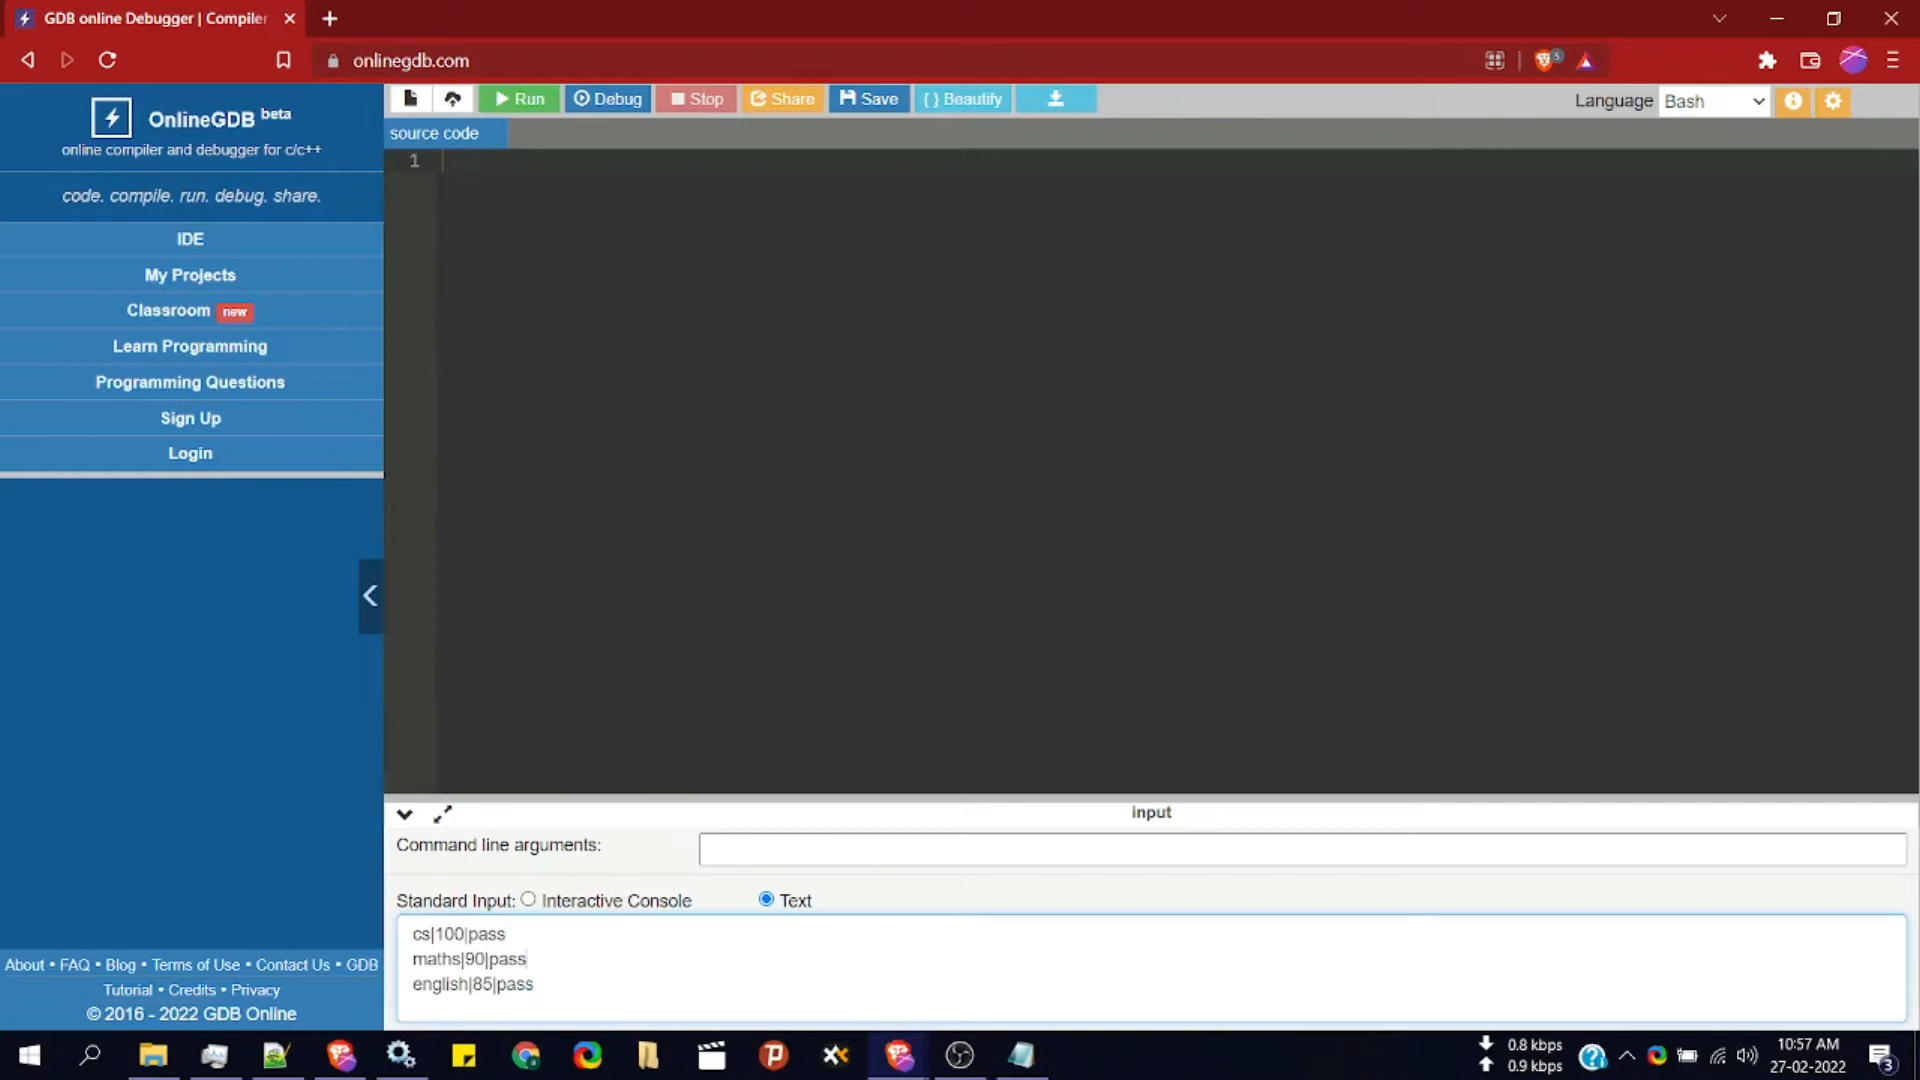 GDB online Debugger | Compiler
onlinegdb.com
5
OnlineGDB beta
online compiler and debugger for c/c++
code. compile. run. debug. share.
IDE
My Projects
Classroom new
Learn Programming
Programming Questions
Sign Up
Login
About • FAQ • Blog • Terms of Use • Contact Us • GDB
Tutorial • Credits • Privacy
© 2016 - 2022 GDB Online
Run Debug Stop Share Save { } Beautify
Language Bash
source code
1
input
Command line arguments:
Standard Input: Interactive Console Text
cs|100|pass
maths|90|pass
english|85|pass
0.8 kbps
0.9 kbps
10:57 AM
27-02-2022
3